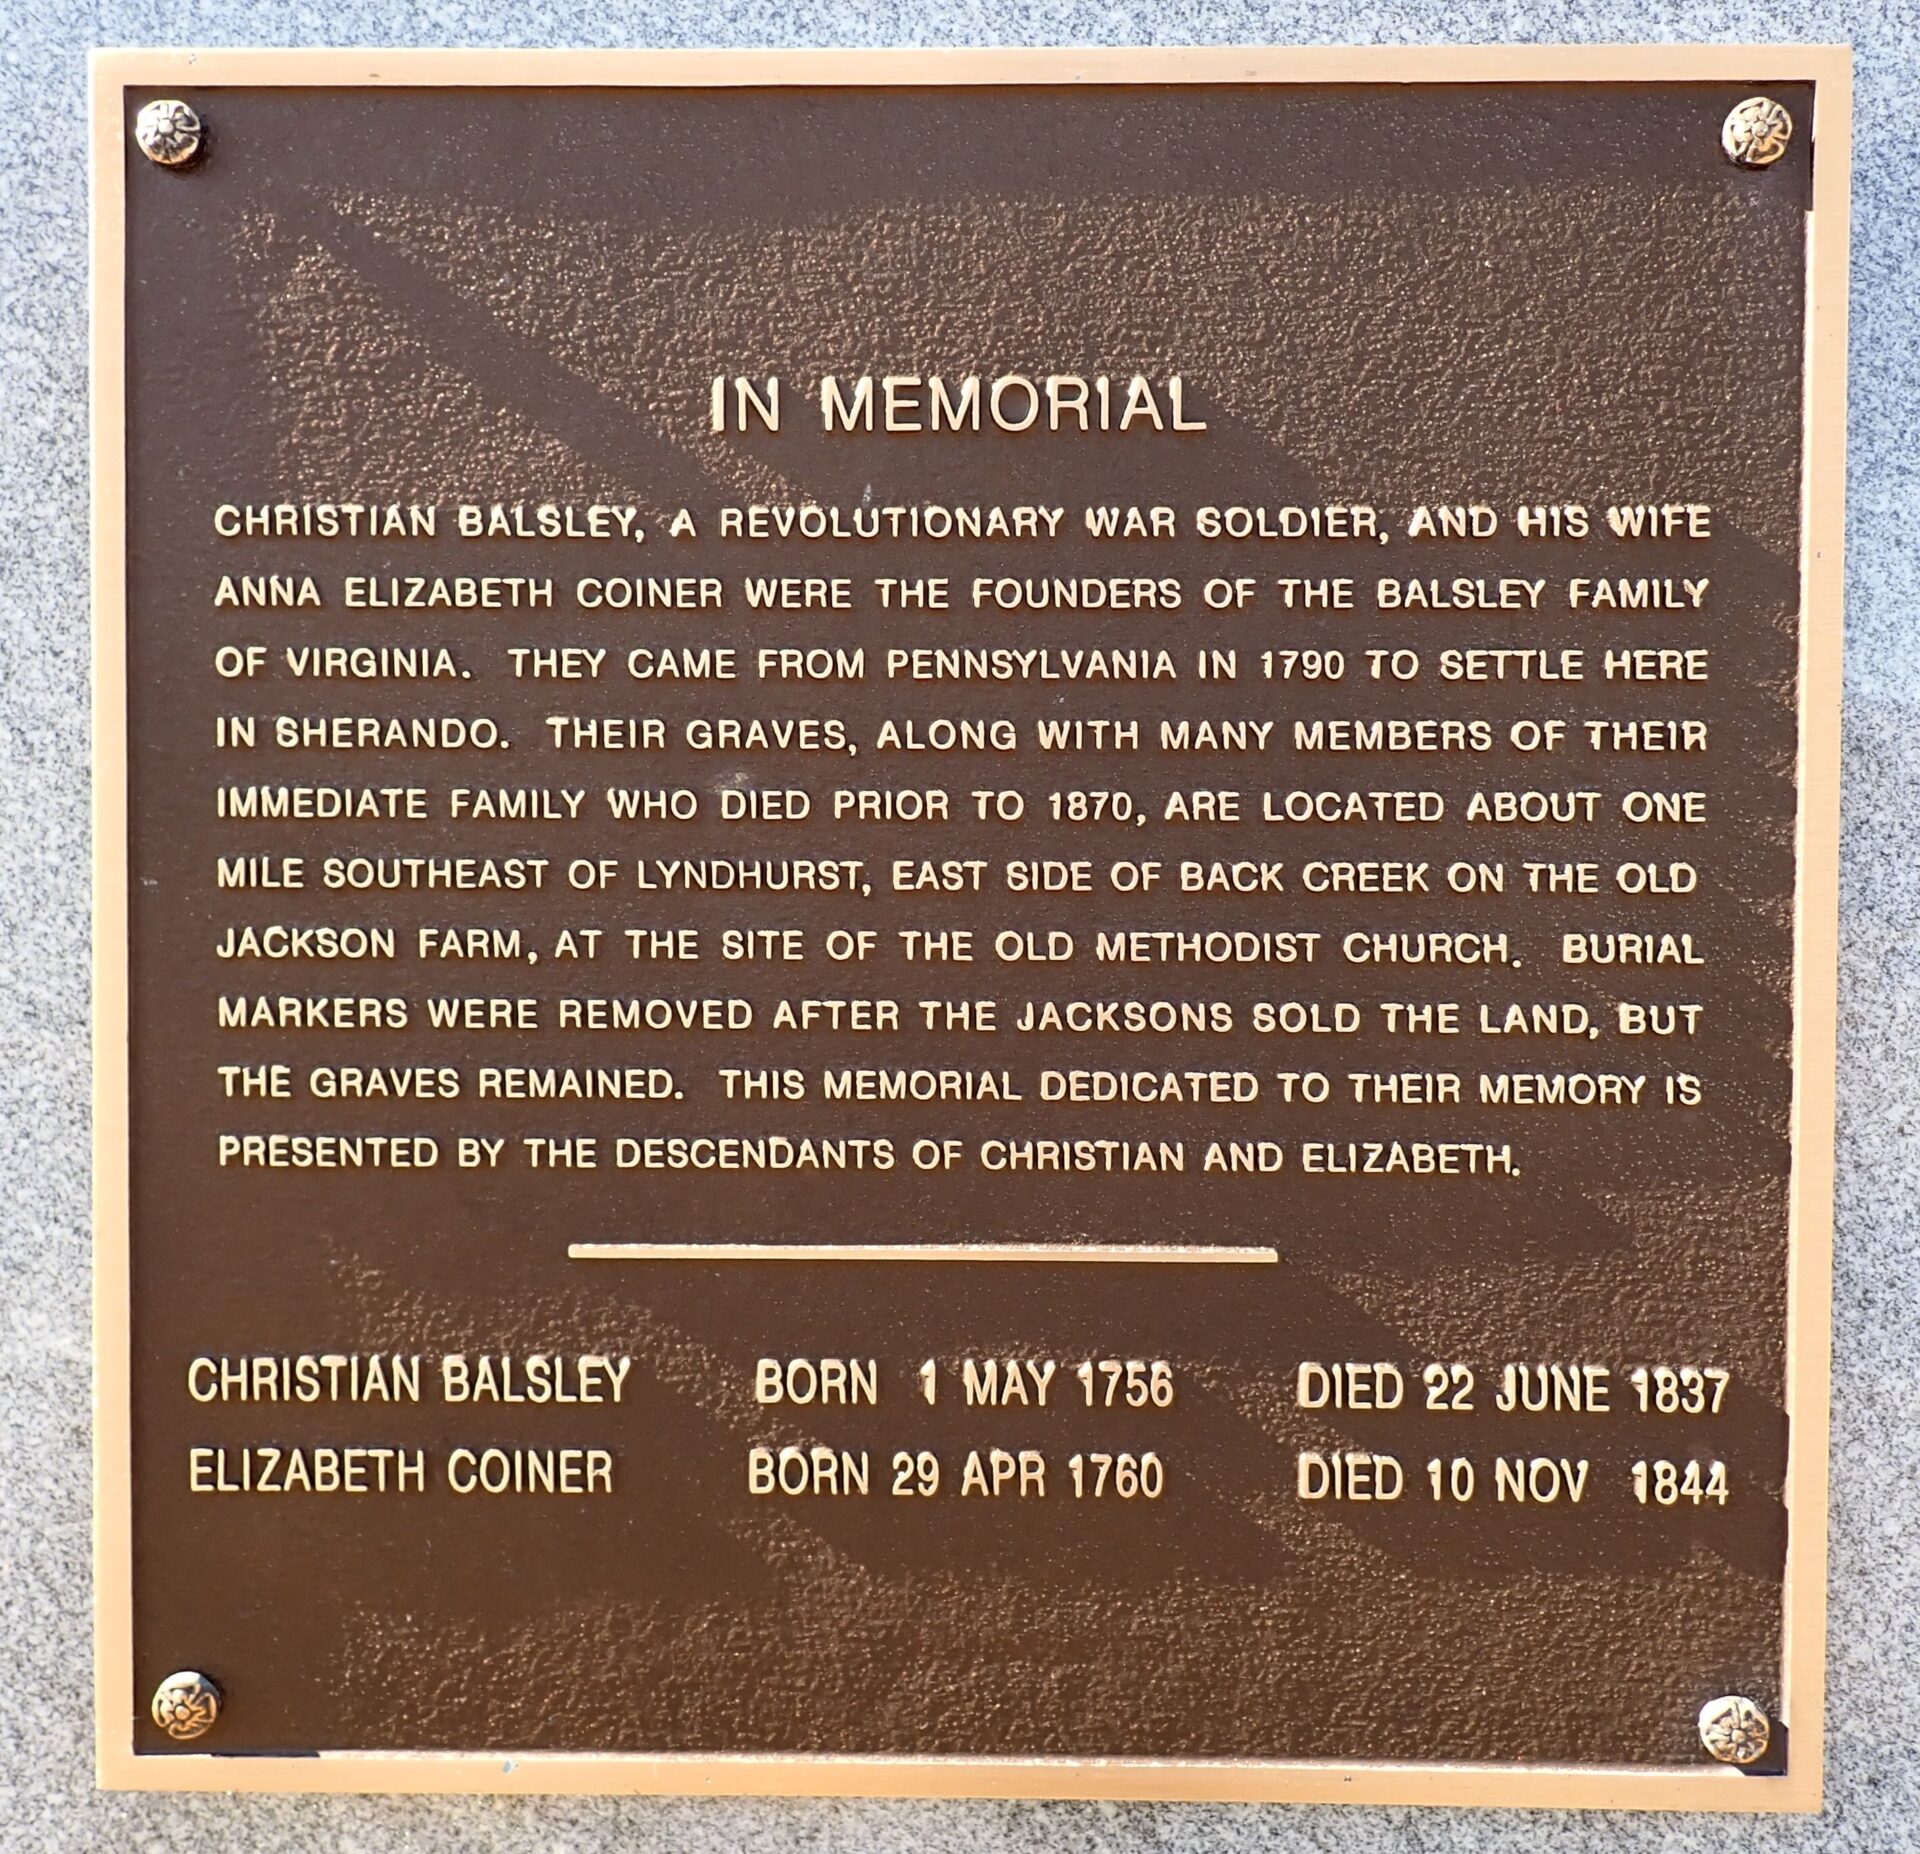 IN MEMORIAL
CHRISTIAN BALSLEY, A REVOLUTIONARY WAR SOLDIER, AND HIS WIFE
ANNA ELIZABETH COINER WERE THE FOUNDERS OF THE BALSLEY FAMILY
OF VIRGINIA. THEY CAME FROM PENNSYLVANIA IN 1790 TO SETTLE HERE
IN SHERANDO. THEIR GRAVES, ALONG WITH MANY MEMBERS OF THEIR
IMMEDIATE FAMILY WHO DIED PRIOR TO 1870, ARE LOCATED ABOUT ONE
MILE SOUTHEAST OF LYNDHURST, EAST SIDE OF BACK CREEK ON THE OLD
JACKSON FARM, AT THE SITE OF THE OLD METHODIST CHURCH. BURIAL
MARKERS WERE REMOVED AFTER THE JACKSONS SOLD THE LAND, BUT
THE GRAVES REMAINED. THIS MEMORIAL DEDICATED TO THEIR MEMORY IS
PRESENTED BY THE DESCENDANTS OF CHRISTIAN AND ELIZABETH.
CHRISTIAN BALSLEY BORN 1 MAY 1756 DIED 22 JUNE 1837
ELIZABETH COINER BORN 29 APR 1760 DIED 10 NOV 1844